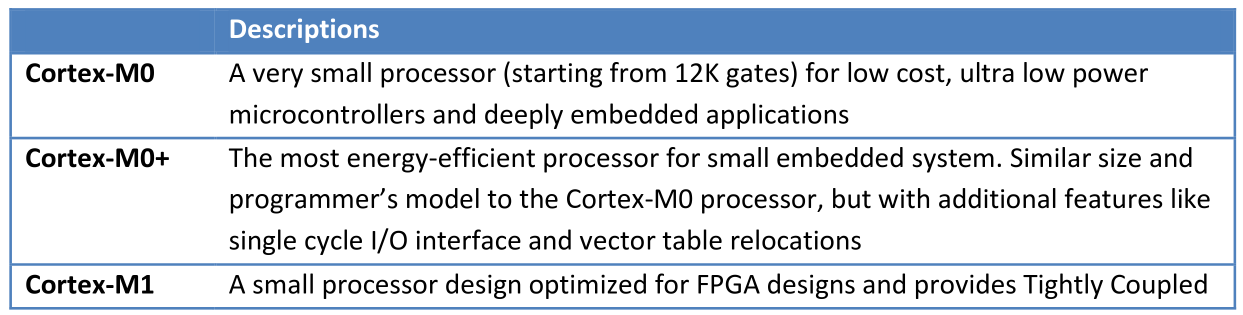 Descriptions
Cortex-M0 A very small processor (starting from 12K gates) for low cost, ultra low power
microcontrollers and deeply embedded applications
Cortex-M0+ The most energy-efficient processor for small embedded system. Similar size and
programmer’s model to the Cortex-M0 processor, but with additional features like
single cycle I/O interface and vector table relocations
Cortex-M1 A small processor design optimized for FPGA designs and provides Tightly Coupled